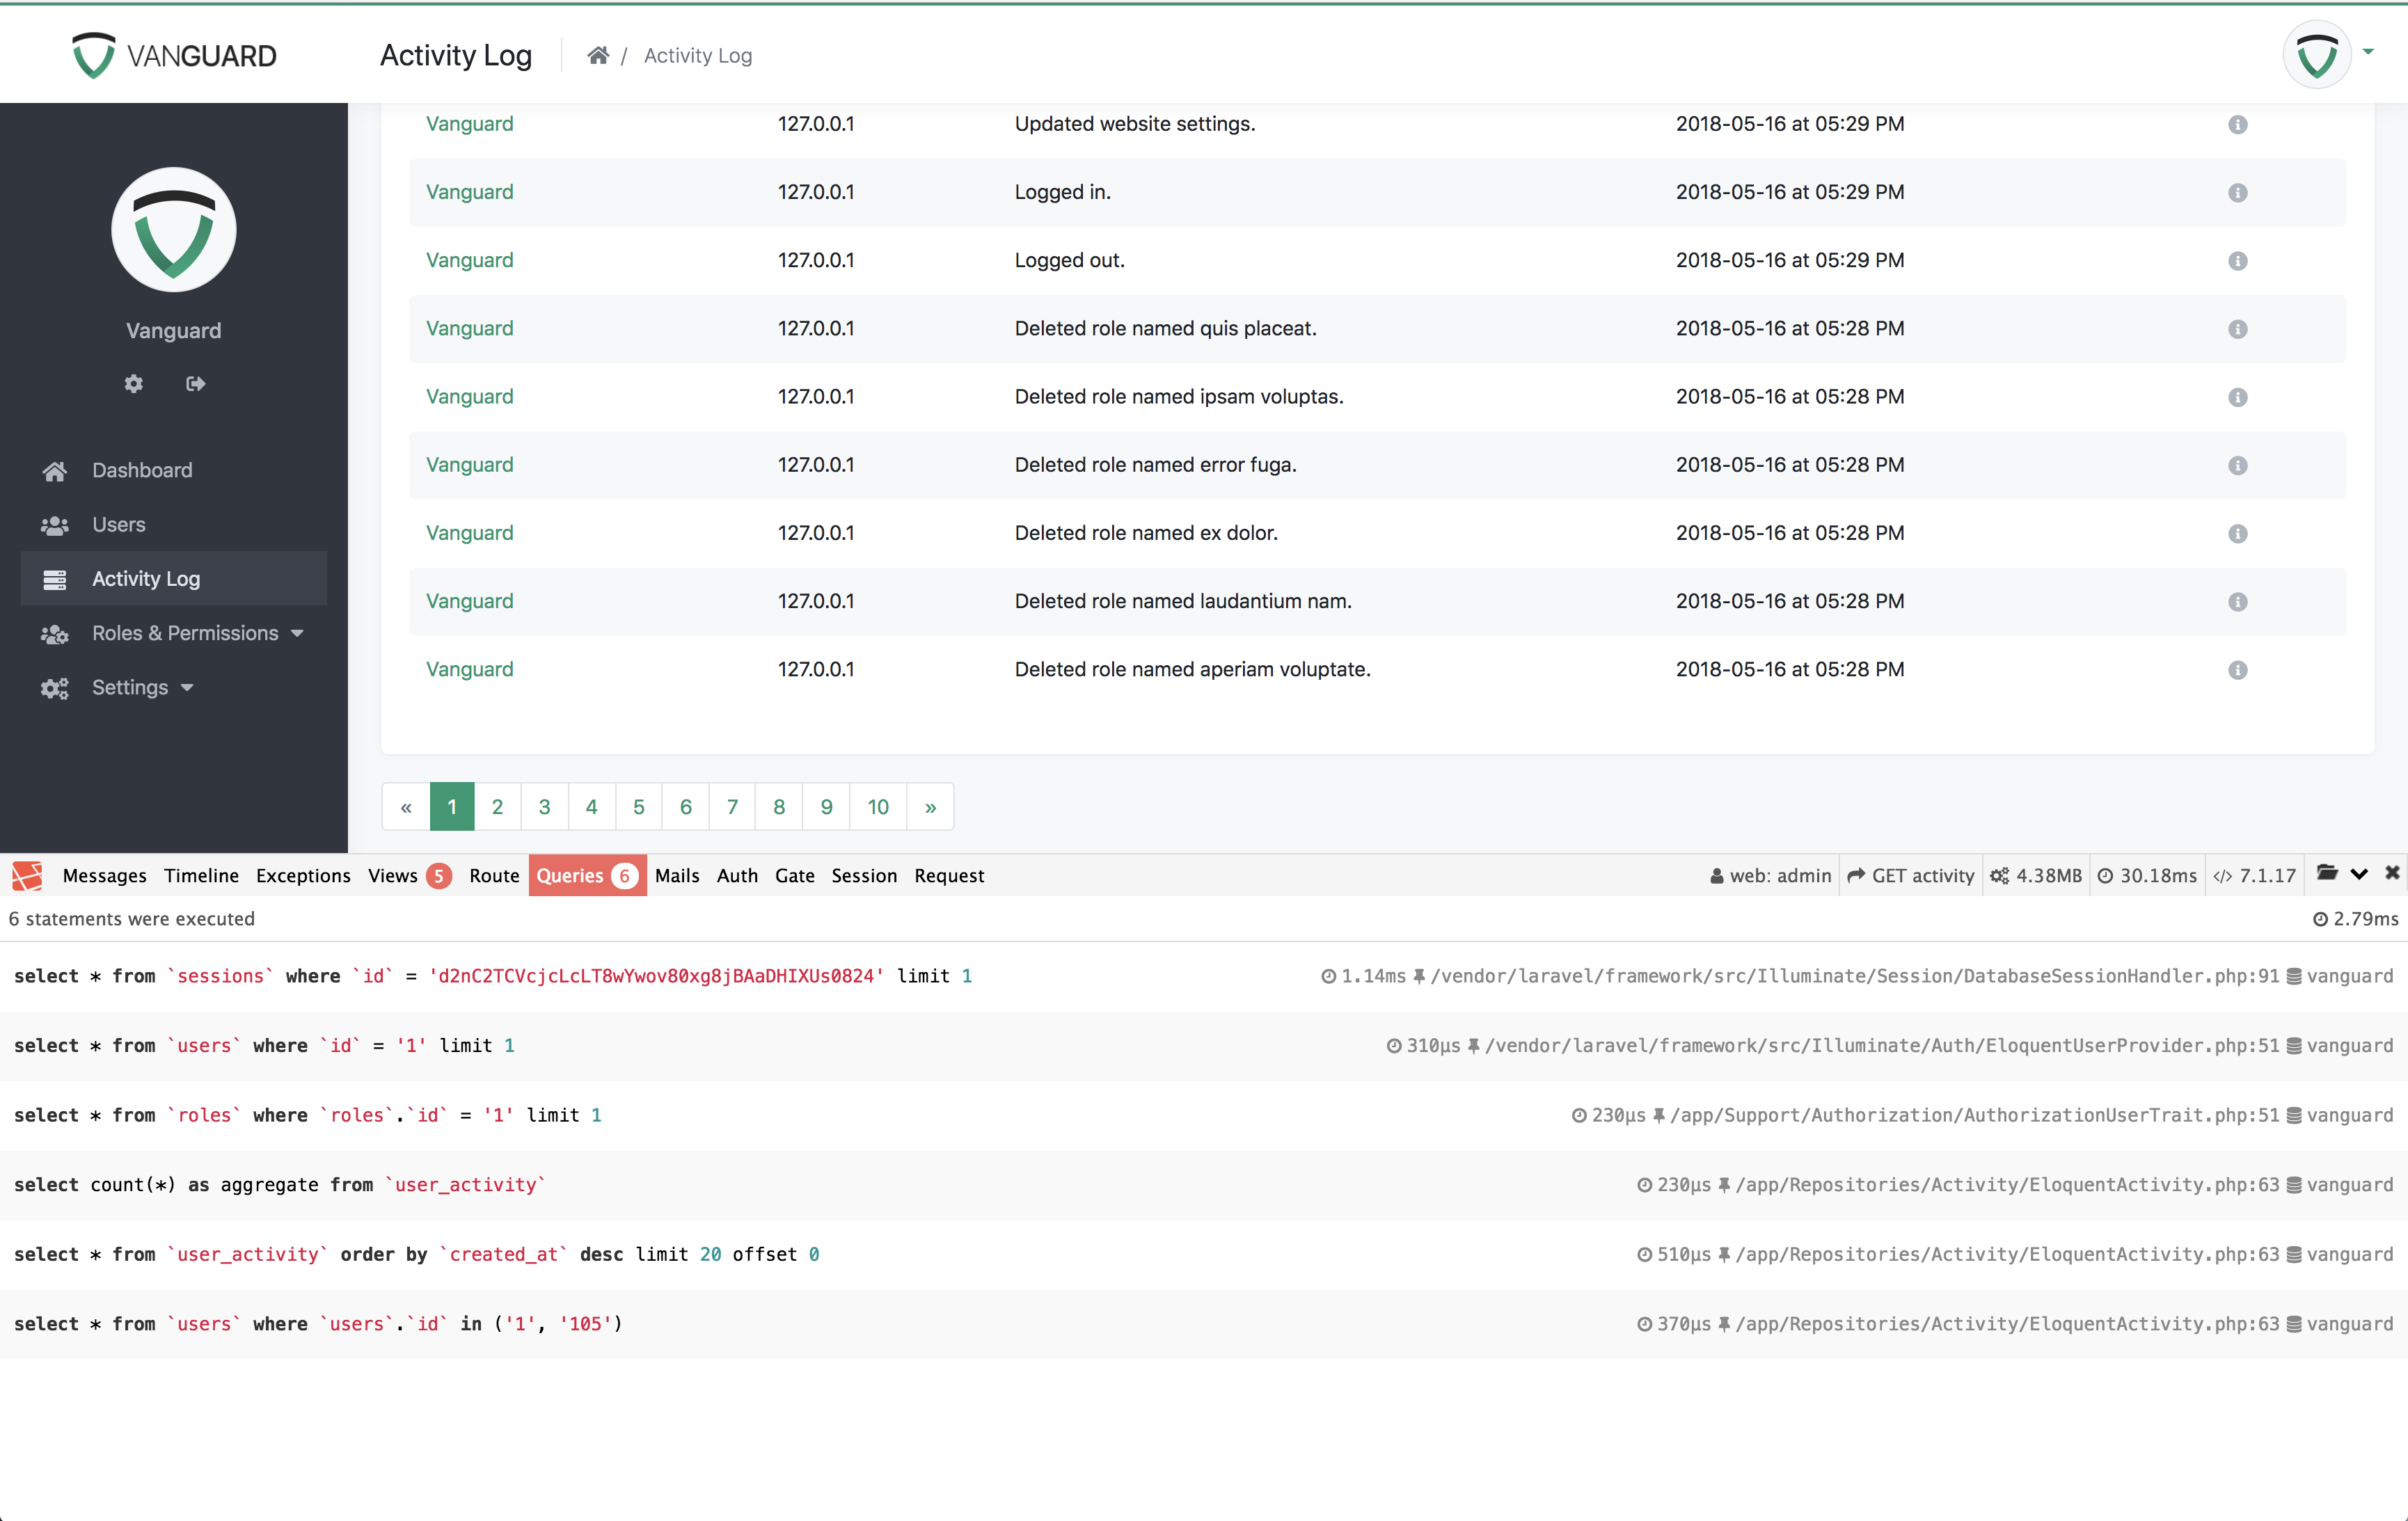 VANGUARD
Activity Log / Activity Log
Vanguard 127.0.0.1 Updated website settings. 2018-05-16 at 05:29 PM
Vanguard 127.0.0.1 Logged in. 2018-05-16 at 05:29 PM
Vanguard 127.0.0.1 Logged out. 2018-05-16 at 05:29 PM
Vanguard 127.0.0.1 Deleted role named quis placeat. 2018-05-16 at 05:28 PM
Vanguard 127.0.0.1 Deleted role named ipsam voluptas. 2018-05-16 at 05:28 PM
Vanguard 127.0.0.1 Deleted role named error fuga. 2018-05-16 at 05:28 PM
Vanguard 127.0.0.1 Deleted role named ex dolor. 2018-05-16 at 05:28 PM
Vanguard 127.0.0.1 Deleted role named laudantium nam. 2018-05-16 at 05:28 PM
Vanguard 127.0.0.1 Deleted role named aperiam voluptate. 2018-05-16 at 05:28 PM
Vanguard
Dashboard
Users
Activity Log
Roles & Permissions
Settings
« 1 2 3 4 5 6 7 8 9 10 »
Messages Timeline Exceptions Views 5 Route Queries 6 Mails Auth Gate Session Request web: admin GET activity 4.38MB 30.18ms </> 7.1.17
6 statements were executed 2.79ms
select * from `sessions` where `id` = 'd2nC2TCVcjcLcLT8wYwov80xg8jBAaDHIXUs0824' limit 1 1.14ms /vendor/laravel/framework/src/Illuminate/Session/DatabaseSessionHandler.php:91 vanguard
select * from `users` where `id` = '1' limit 1 310μs /vendor/laravel/framework/src/Illuminate/Auth/EloquentUserProvider.php:51 vanguard
select * from `roles` where `roles`.`id` = '1' limit 1 230μs /app/Support/Authorization/AuthorizationUserTrait.php:51 vanguard
select count(*) as aggregate from `user_activity` 230μs /app/Repositories/Activity/EloquentActivity.php:63 vanguard
select * from `user_activity` order by `created_at` desc limit 20 offset 0 510μs /app/Repositories/Activity/EloquentActivity.php:63 vanguard
select * from `users` where `users`.`id` in ('1', '105') 370μs /app/Repositories/Activity/EloquentActivity.php:63 vanguard